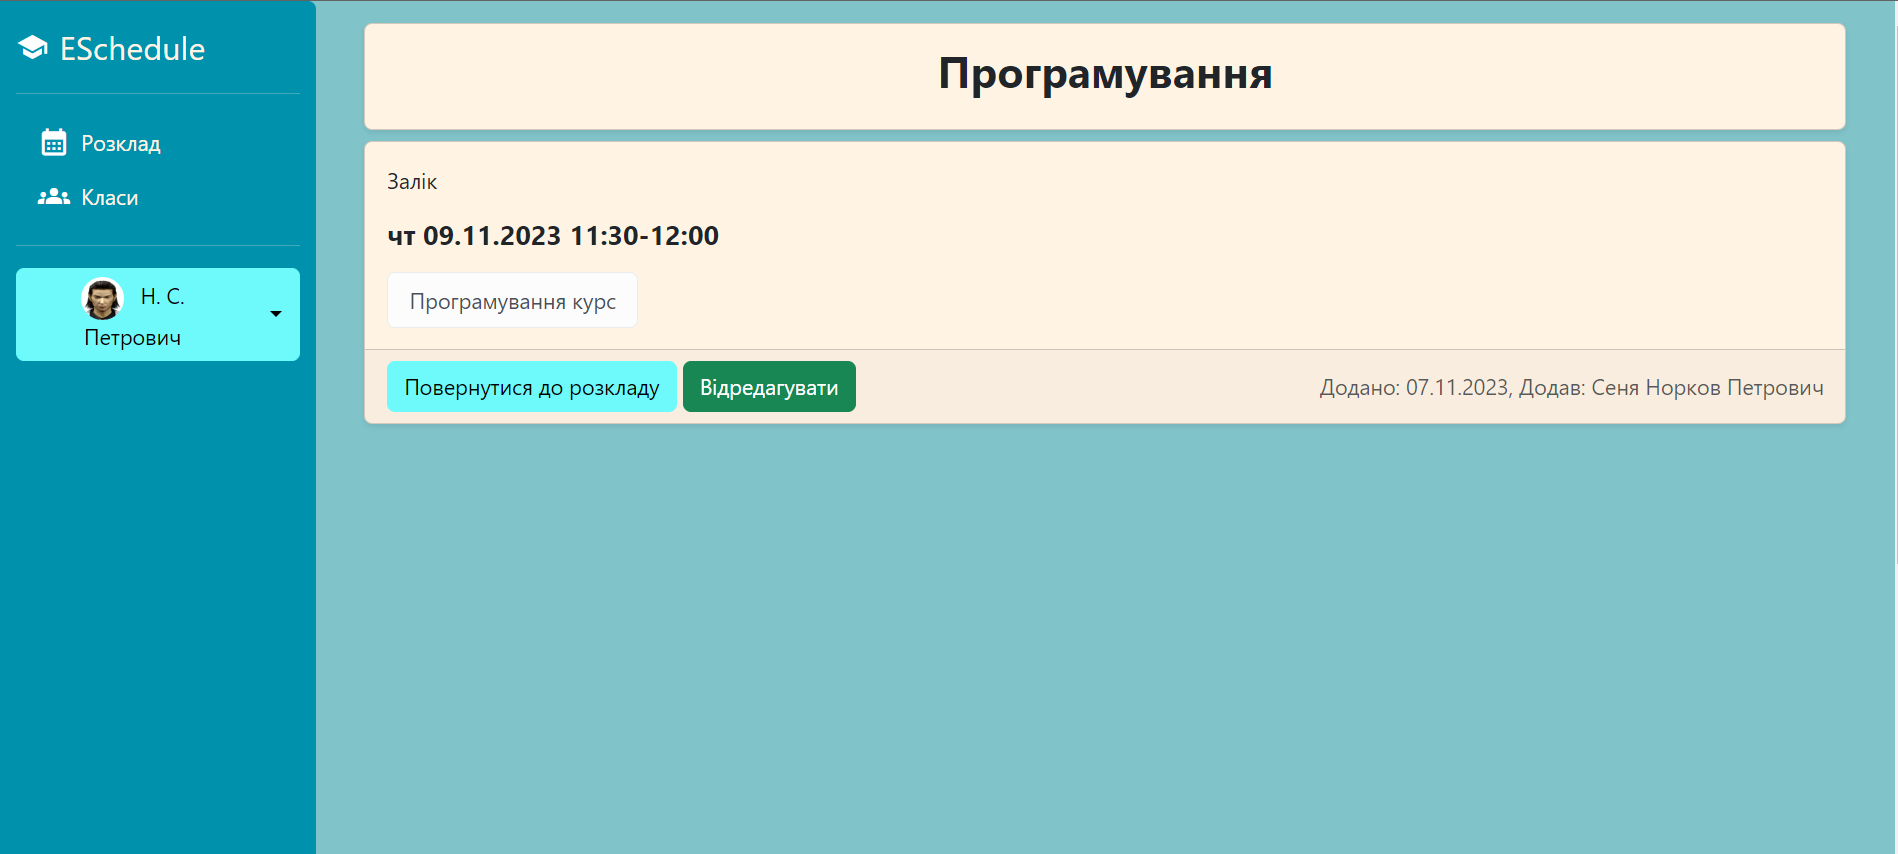 ESchedule
Розклад
Класи
Н. С.
Петрович
Програмування
Залік
чт 09.11.2023 11:30-12:00
Програмування курс
Повернутися до розкладу
Відредагувати
Додано: 07.11.2023, Додав: Сеня Норков Петрович